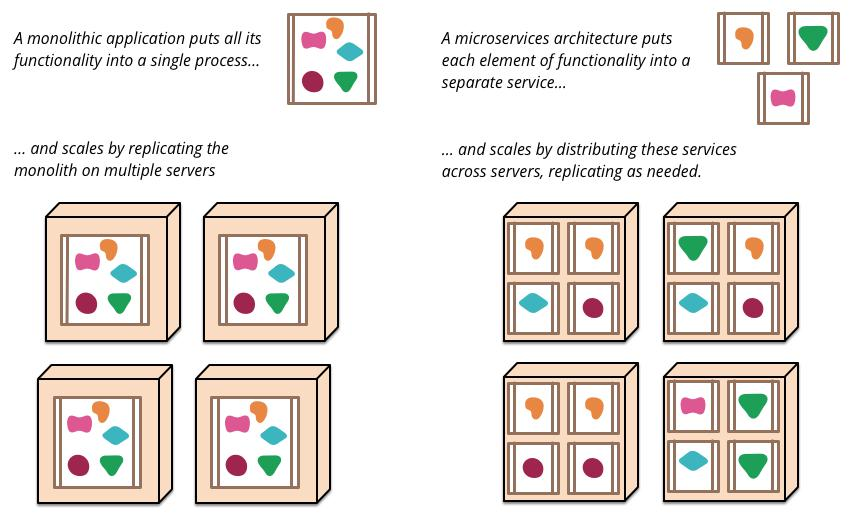 A monolithic application puts all its
functionality into a single process...
... and scales by replicating the
monolith on multiple servers
A microservices architecture puts
each element of functionality into a
separate service...
... and scales by distributing these services
across servers, replicating as needed.